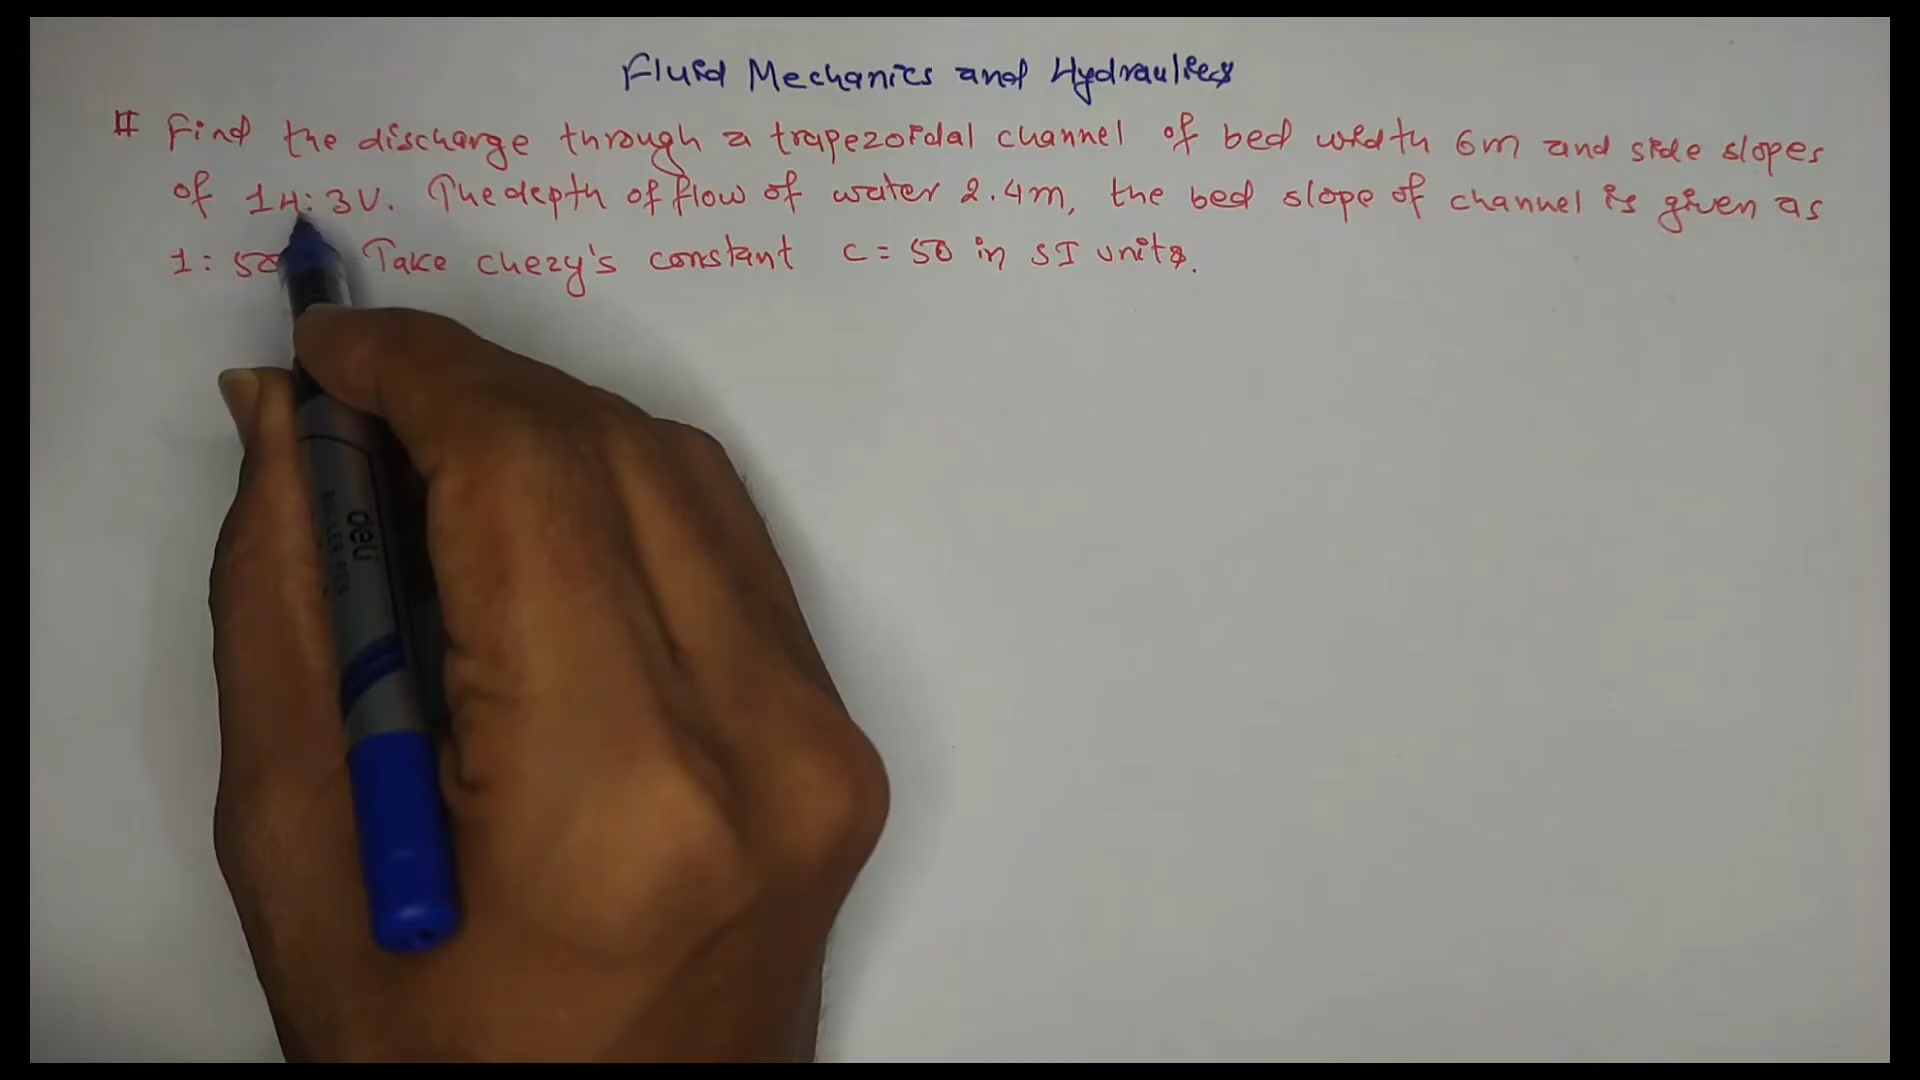 Fluid Mechanics and Hydraulics
# Find the discharge through a trapezoidal channel of bed width 6m and side slopes
of 1H:3V. The depth of flow of water 2.4m, the bed slope of channel is given as
1: Take chezy's constant C = 50 in SI units.
deli
ROLLER PEN